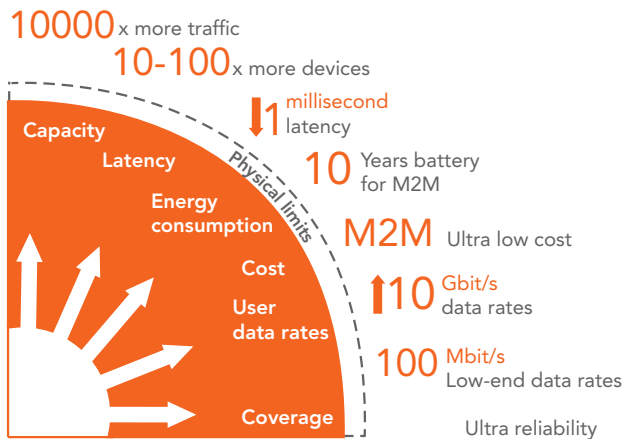 10000 x more traffic
10-100 x more devices
1 millisecond
latency
10 Years battery
for M2M
M2M Ultra low cost
10 Gbit/s
data rates
100 Mbit/s
Low-end data rates
Ultra reliability
Physical limits
Capacity
Latency
Energy
consumption
Cost
User
data rates
Coverage